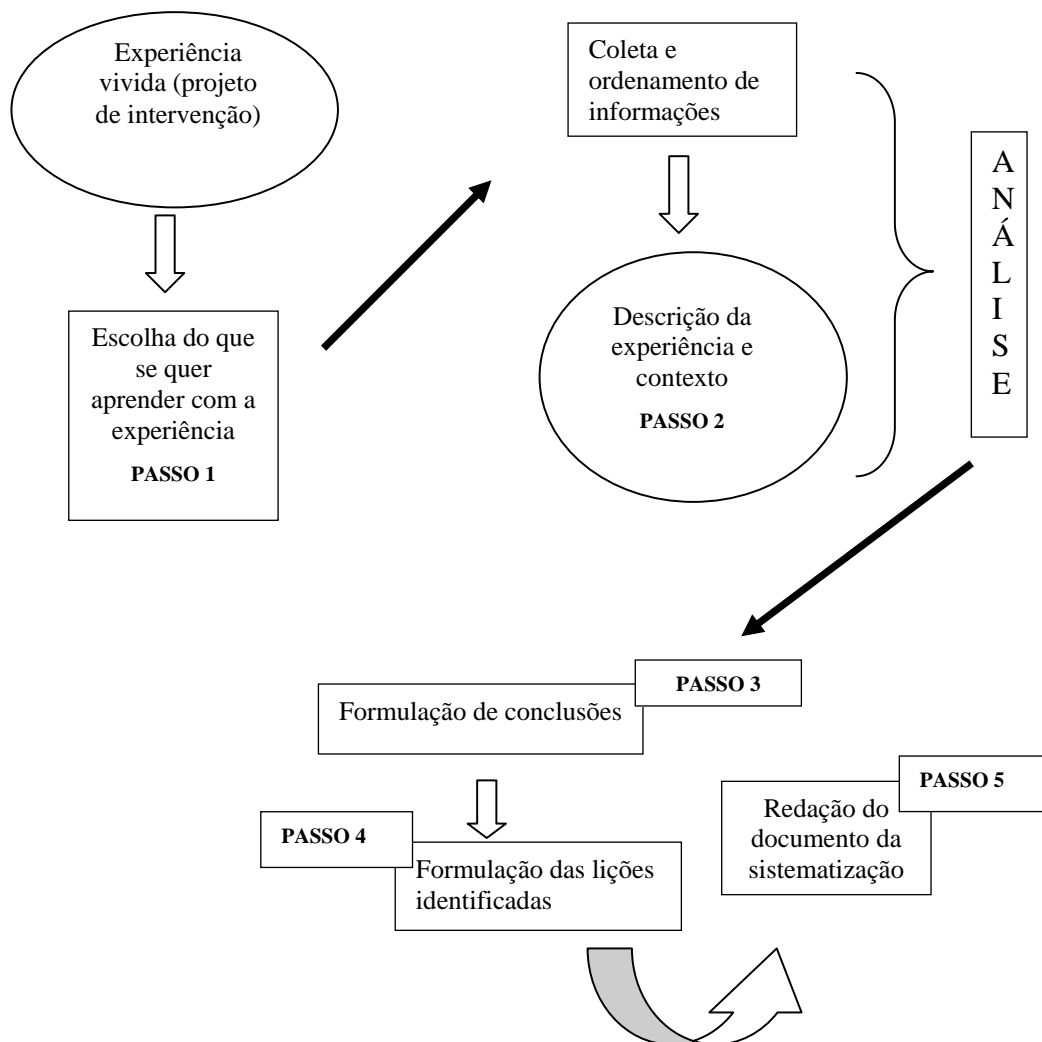 Experiência
vivida (projeto
de intervenção)
Escolha do que
se quer
aprender com a
experiência
PASSO 1
Coleta e
ordenamento de
informações
Descrição da
experiência e
contexto
PASSO 2
A
N
Á
L
I
S
E
PASSO 3
Formulação de conclusões
PASSO 4
Formulação das lições
identificadas
PASSO 5
Redação do
documento da
sistematização